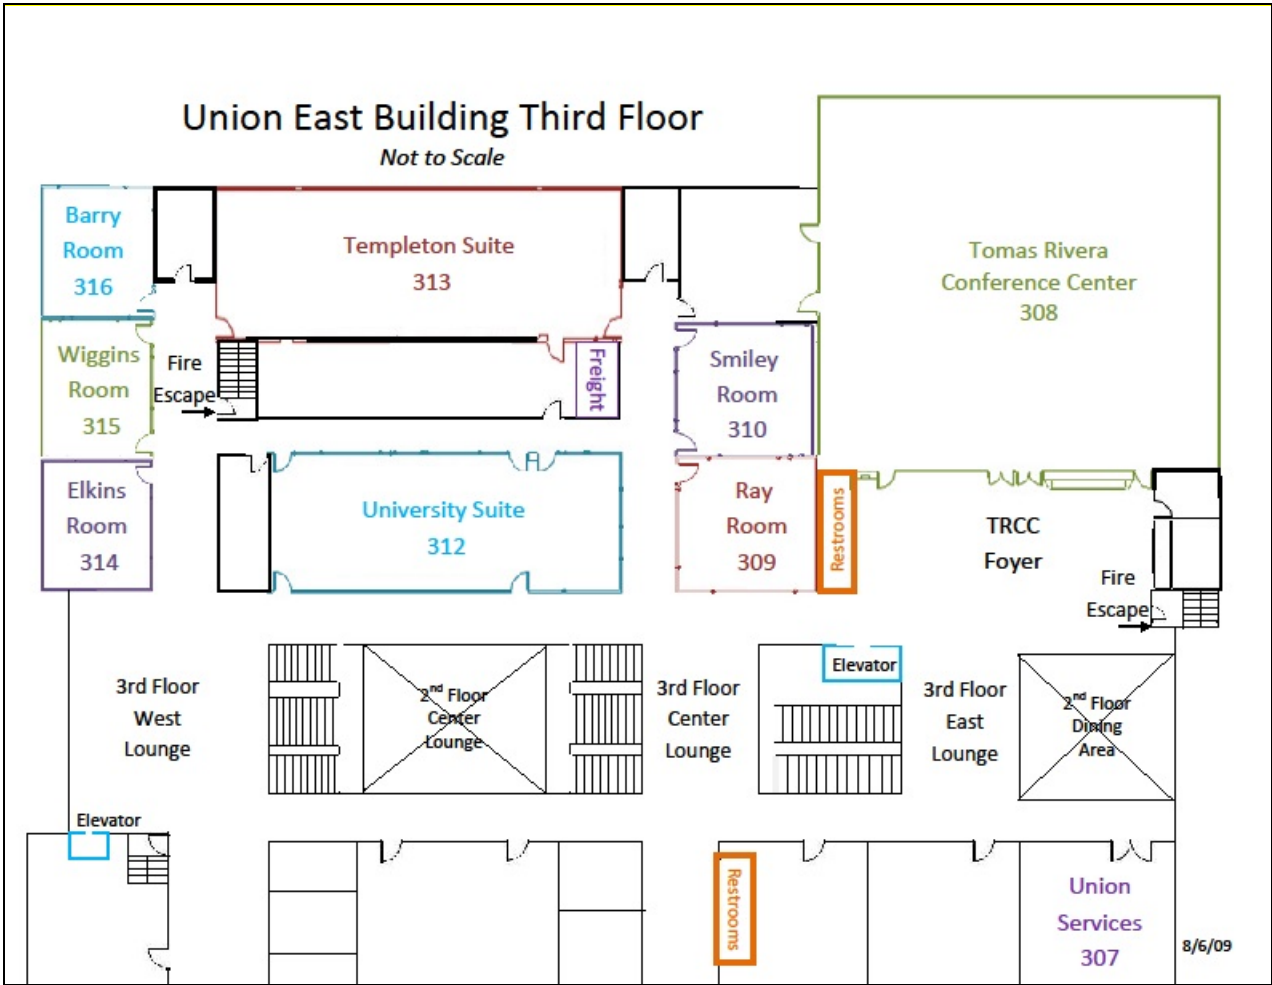 Union East Building Third Floor
Not to Scale
Barry
Room
316
Templeton Suite
313
Tomas Rivera
Conference Center
308
Wiggins
Room
315
Fire
Escape
Freight
Smiley
Room
310
Elkins
Room
314
University Suite
312
Ray
Room
309
Restrooms
TRCC
Foyer
Fire
Escape
3rd Floor
West
Lounge
2nd Floor
Center
Lounge
3rd Floor
Center
Lounge
Elevator
3rd Floor
East
Lounge
2nd Floor
Dining
Area
Elevator
Restrooms
Union
Services
307
8/6/09